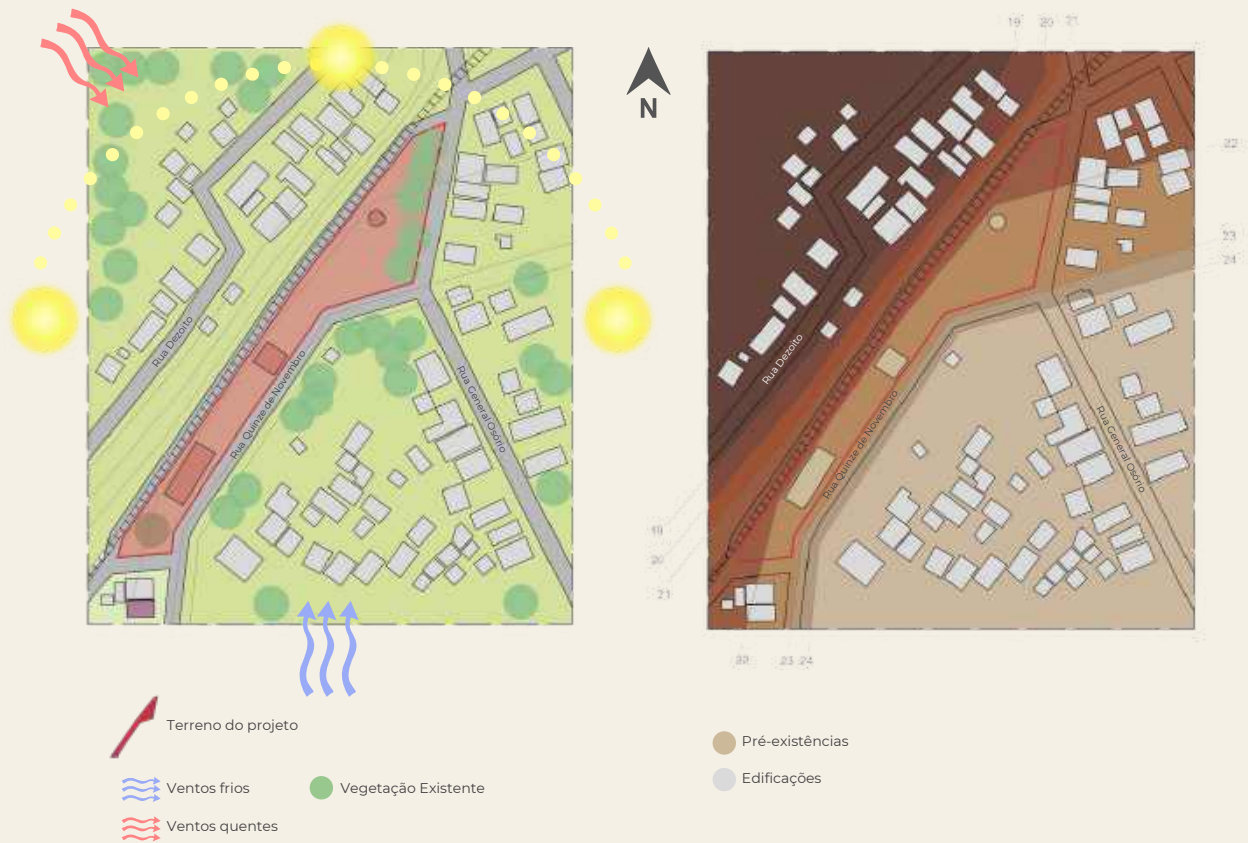 Rua Dezoito
Rua Quinze de Novembro
Rua General Osório
N
19 20 21
22
23
24
Rua Dezoito
Rua Quinze de Novembro
Rua General Osório
19
20
21
22 23 24
Terreno do projeto
Ventos frios
Vegetação Existente
Ventos quentes
Pré-existências
Edificações